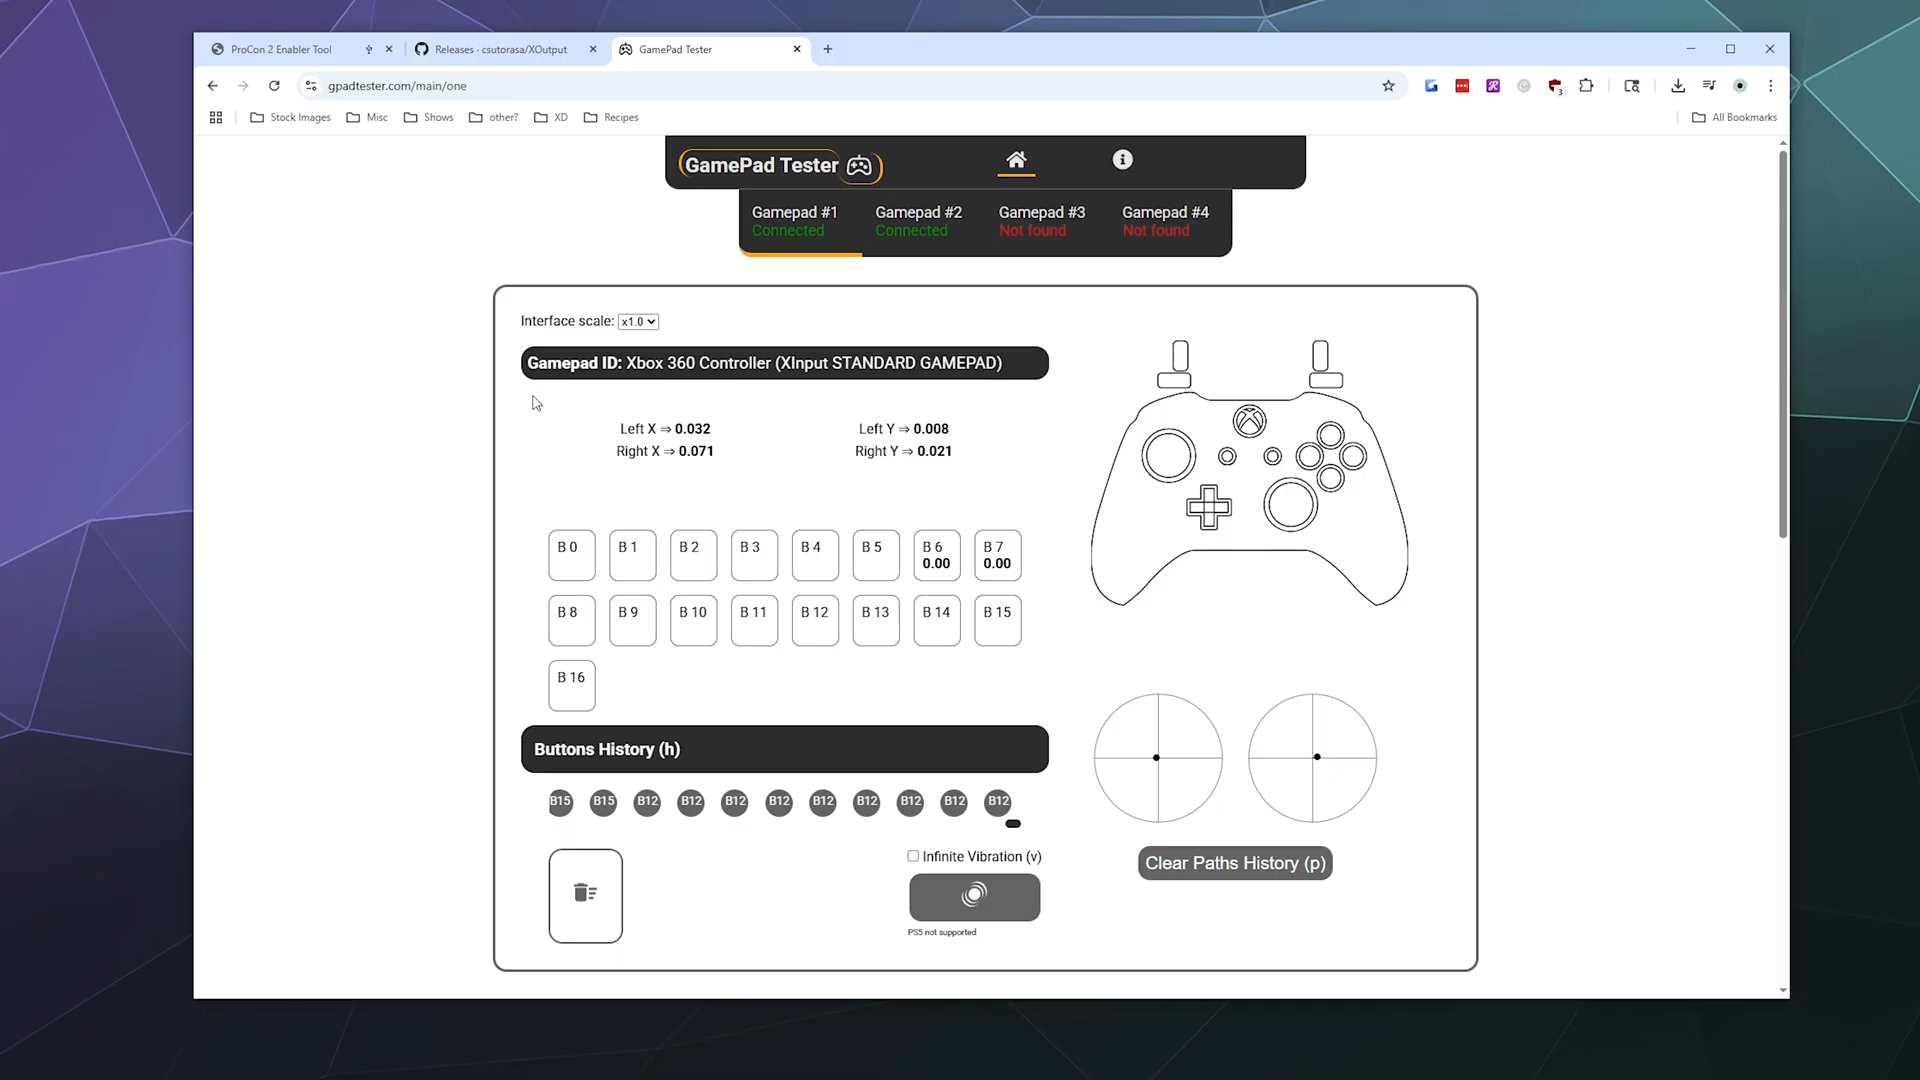 ProCon 2 Enabler Tool
Releases · csutorasa/XOutput
GamePad Tester
gpadtester.com/main/one
3
Stock Images
Misc
Shows
other?
XD
Recipes
All Bookmarks
GamePad Tester
Gamepad #1
Connected
Gamepad #2
Connected
Gamepad #3
Not found
Gamepad #4
Not found
Interface scale: x1.0
Gamepad ID: Xbox 360 Controller (XInput STANDARD GAMEPAD)
Left X ⇒ 0.032
Left Y ⇒ 0.008
Right X ⇒ 0.071
Right Y ⇒ 0.021
B 0
B 1
B 2
B 3
B 4
B 5
B 6
0.00
B 7
0.00
B 8
B 9
B 10
B 11
B 12
B 13
B 14
B 15
B 16
Buttons History (h)
B15
B15
B12
B12
B12
B12
B12
B12
B12
B12
B12
Infinite Vibration (v)
PS5 not supported
Clear Paths History (p)